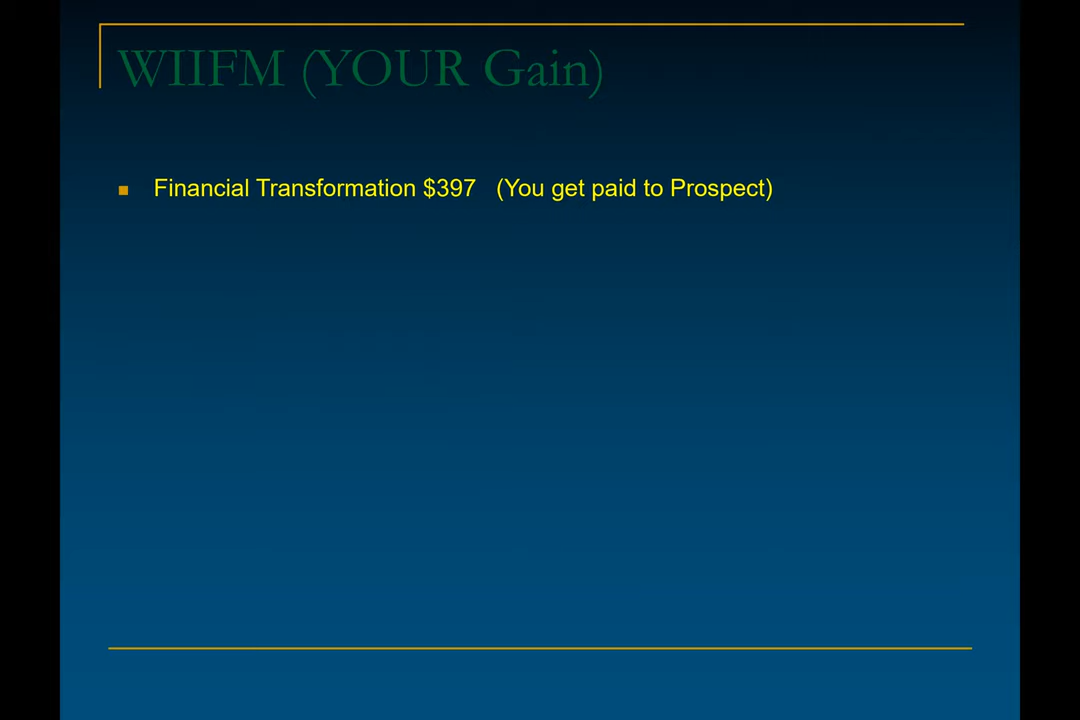 WIIFM (YOUR Gain)
Financial Transformation $397 (You get paid to Prospect)